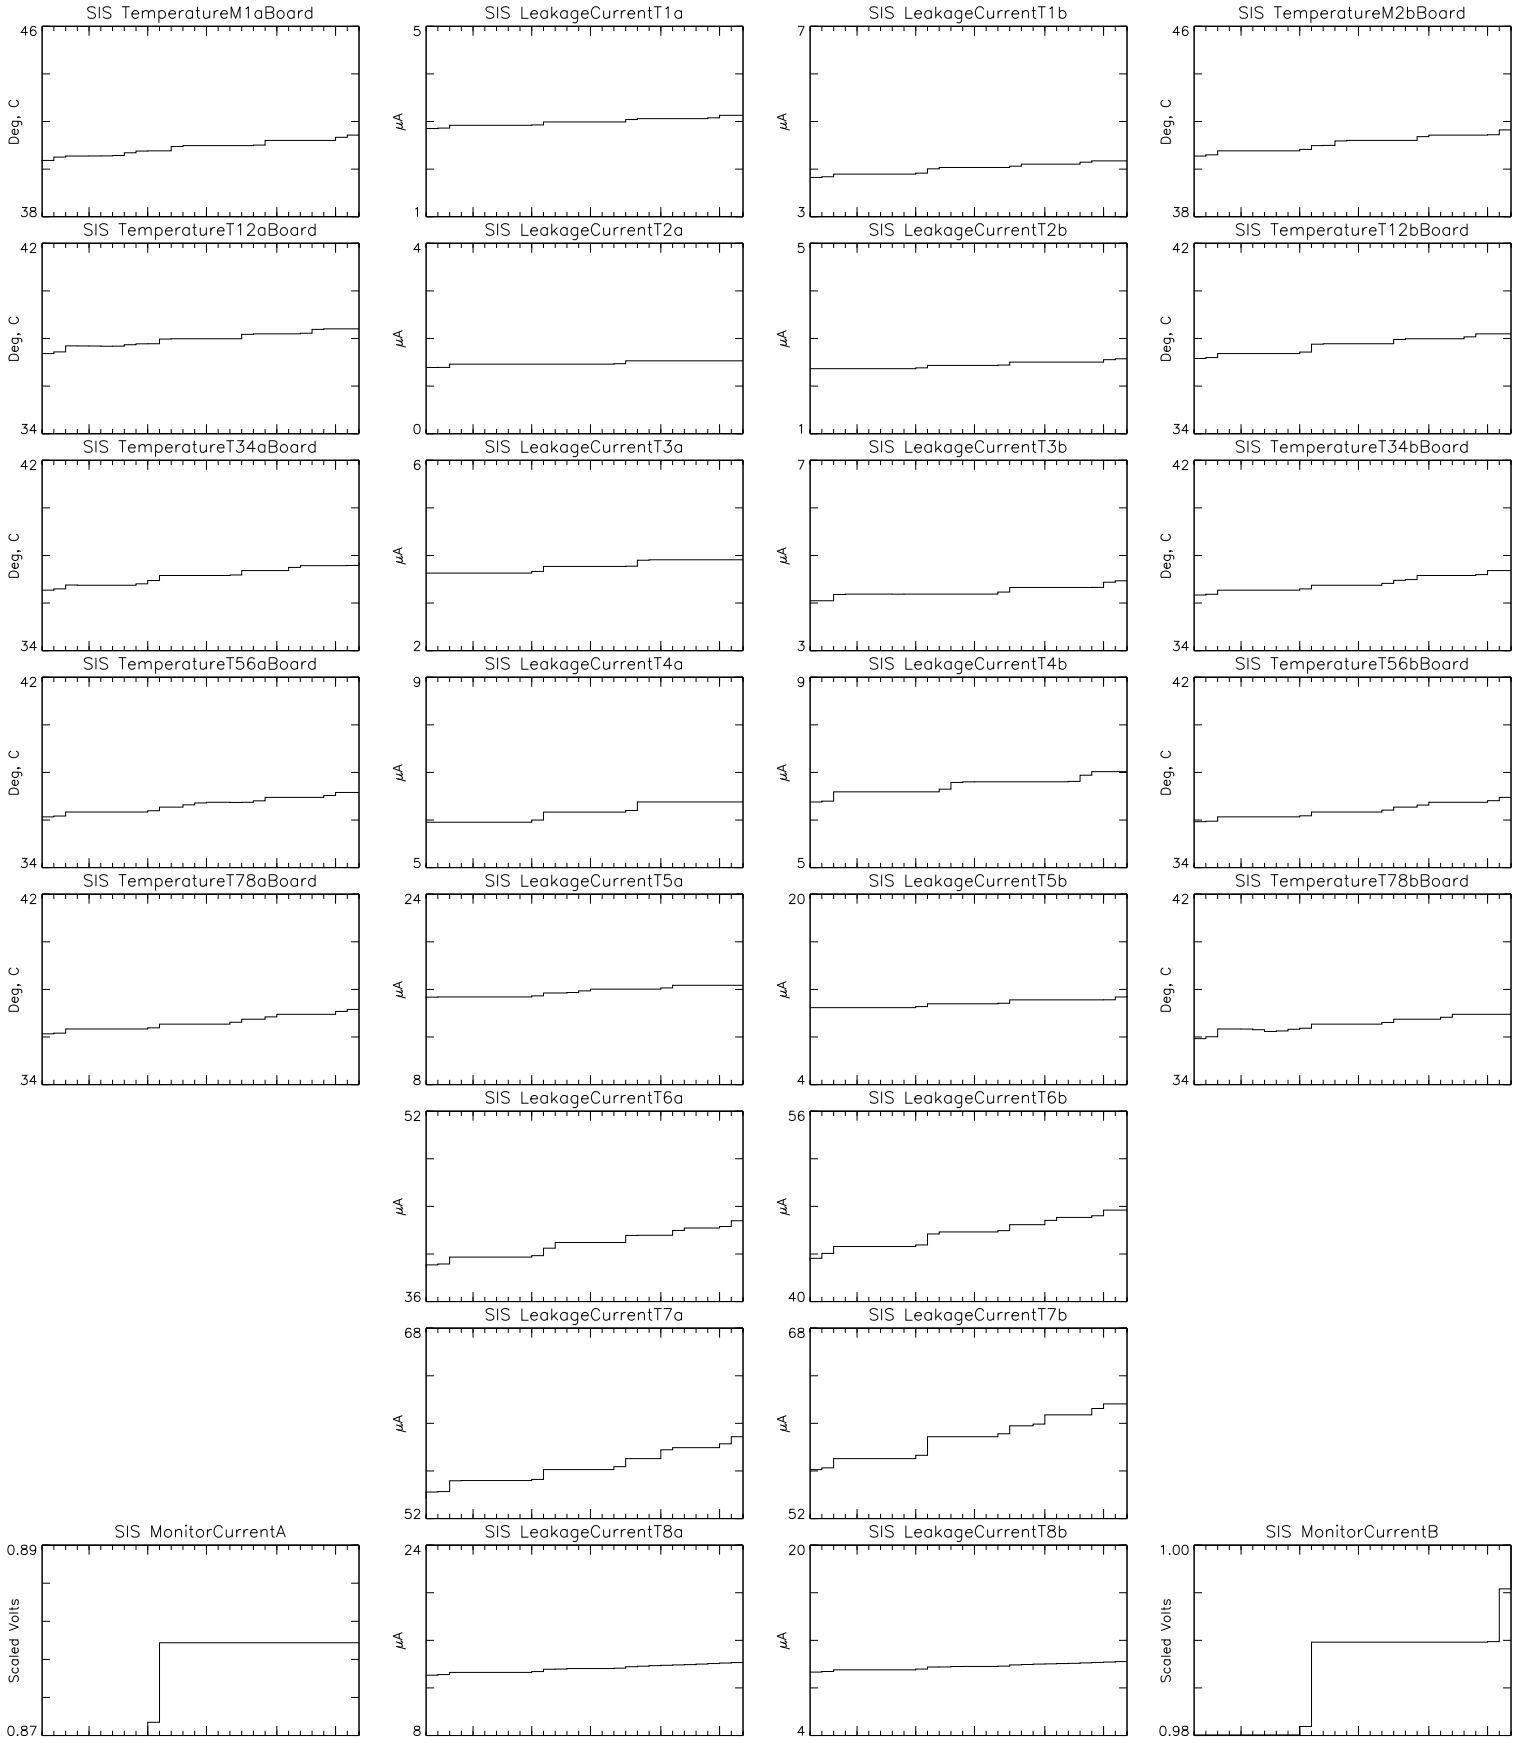 SIS TemperatureM1aBoard
46
Deg, C
38
SIS LeakageCurrentT1a
5
μA
1
SIS LeakageCurrentT1b
7
μA
3
SIS TemperatureM2bBoard
46
Deg, C
38
SIS TemperatureT12aBoard
42
Deg, C
34
SIS LeakageCurrentT2a
4
μA
0
SIS LeakageCurrentT2b
5
μA
1
SIS TemperatureT12bBoard
42
Deg, C
34
SIS TemperatureT34aBoard
42
Deg, C
34
SIS LeakageCurrentT3a
6
μA
2
SIS LeakageCurrentT3b
7
μA
3
SIS TemperatureT34bBoard
42
Deg, C
34
SIS TemperatureT56aBoard
42
Deg, C
34
SIS LeakageCurrentT4a
9
μA
5
SIS LeakageCurrentT4b
9
μA
5
SIS TemperatureT56bBoard
42
Deg, C
34
SIS TemperatureT78aBoard
42
Deg, C
34
SIS LeakageCurrentT5a
24
μA
8
SIS LeakageCurrentT5b
20
μA
4
SIS TemperatureT78bBoard
42
Deg, C
34
SIS LeakageCurrentT6a
52
μA
36
SIS LeakageCurrentT6b
56
μA
40
SIS LeakageCurrentT7a
68
μA
52
SIS LeakageCurrentT7b
68
μA
52
SIS MonitorCurrentA
0.89
Scaled Volts
0.87
SIS LeakageCurrentT8a
24
μA
8
SIS LeakageCurrentT8b
20
μA
4
SIS MonitorCurrentB
1.00
Scaled Volts
0.98